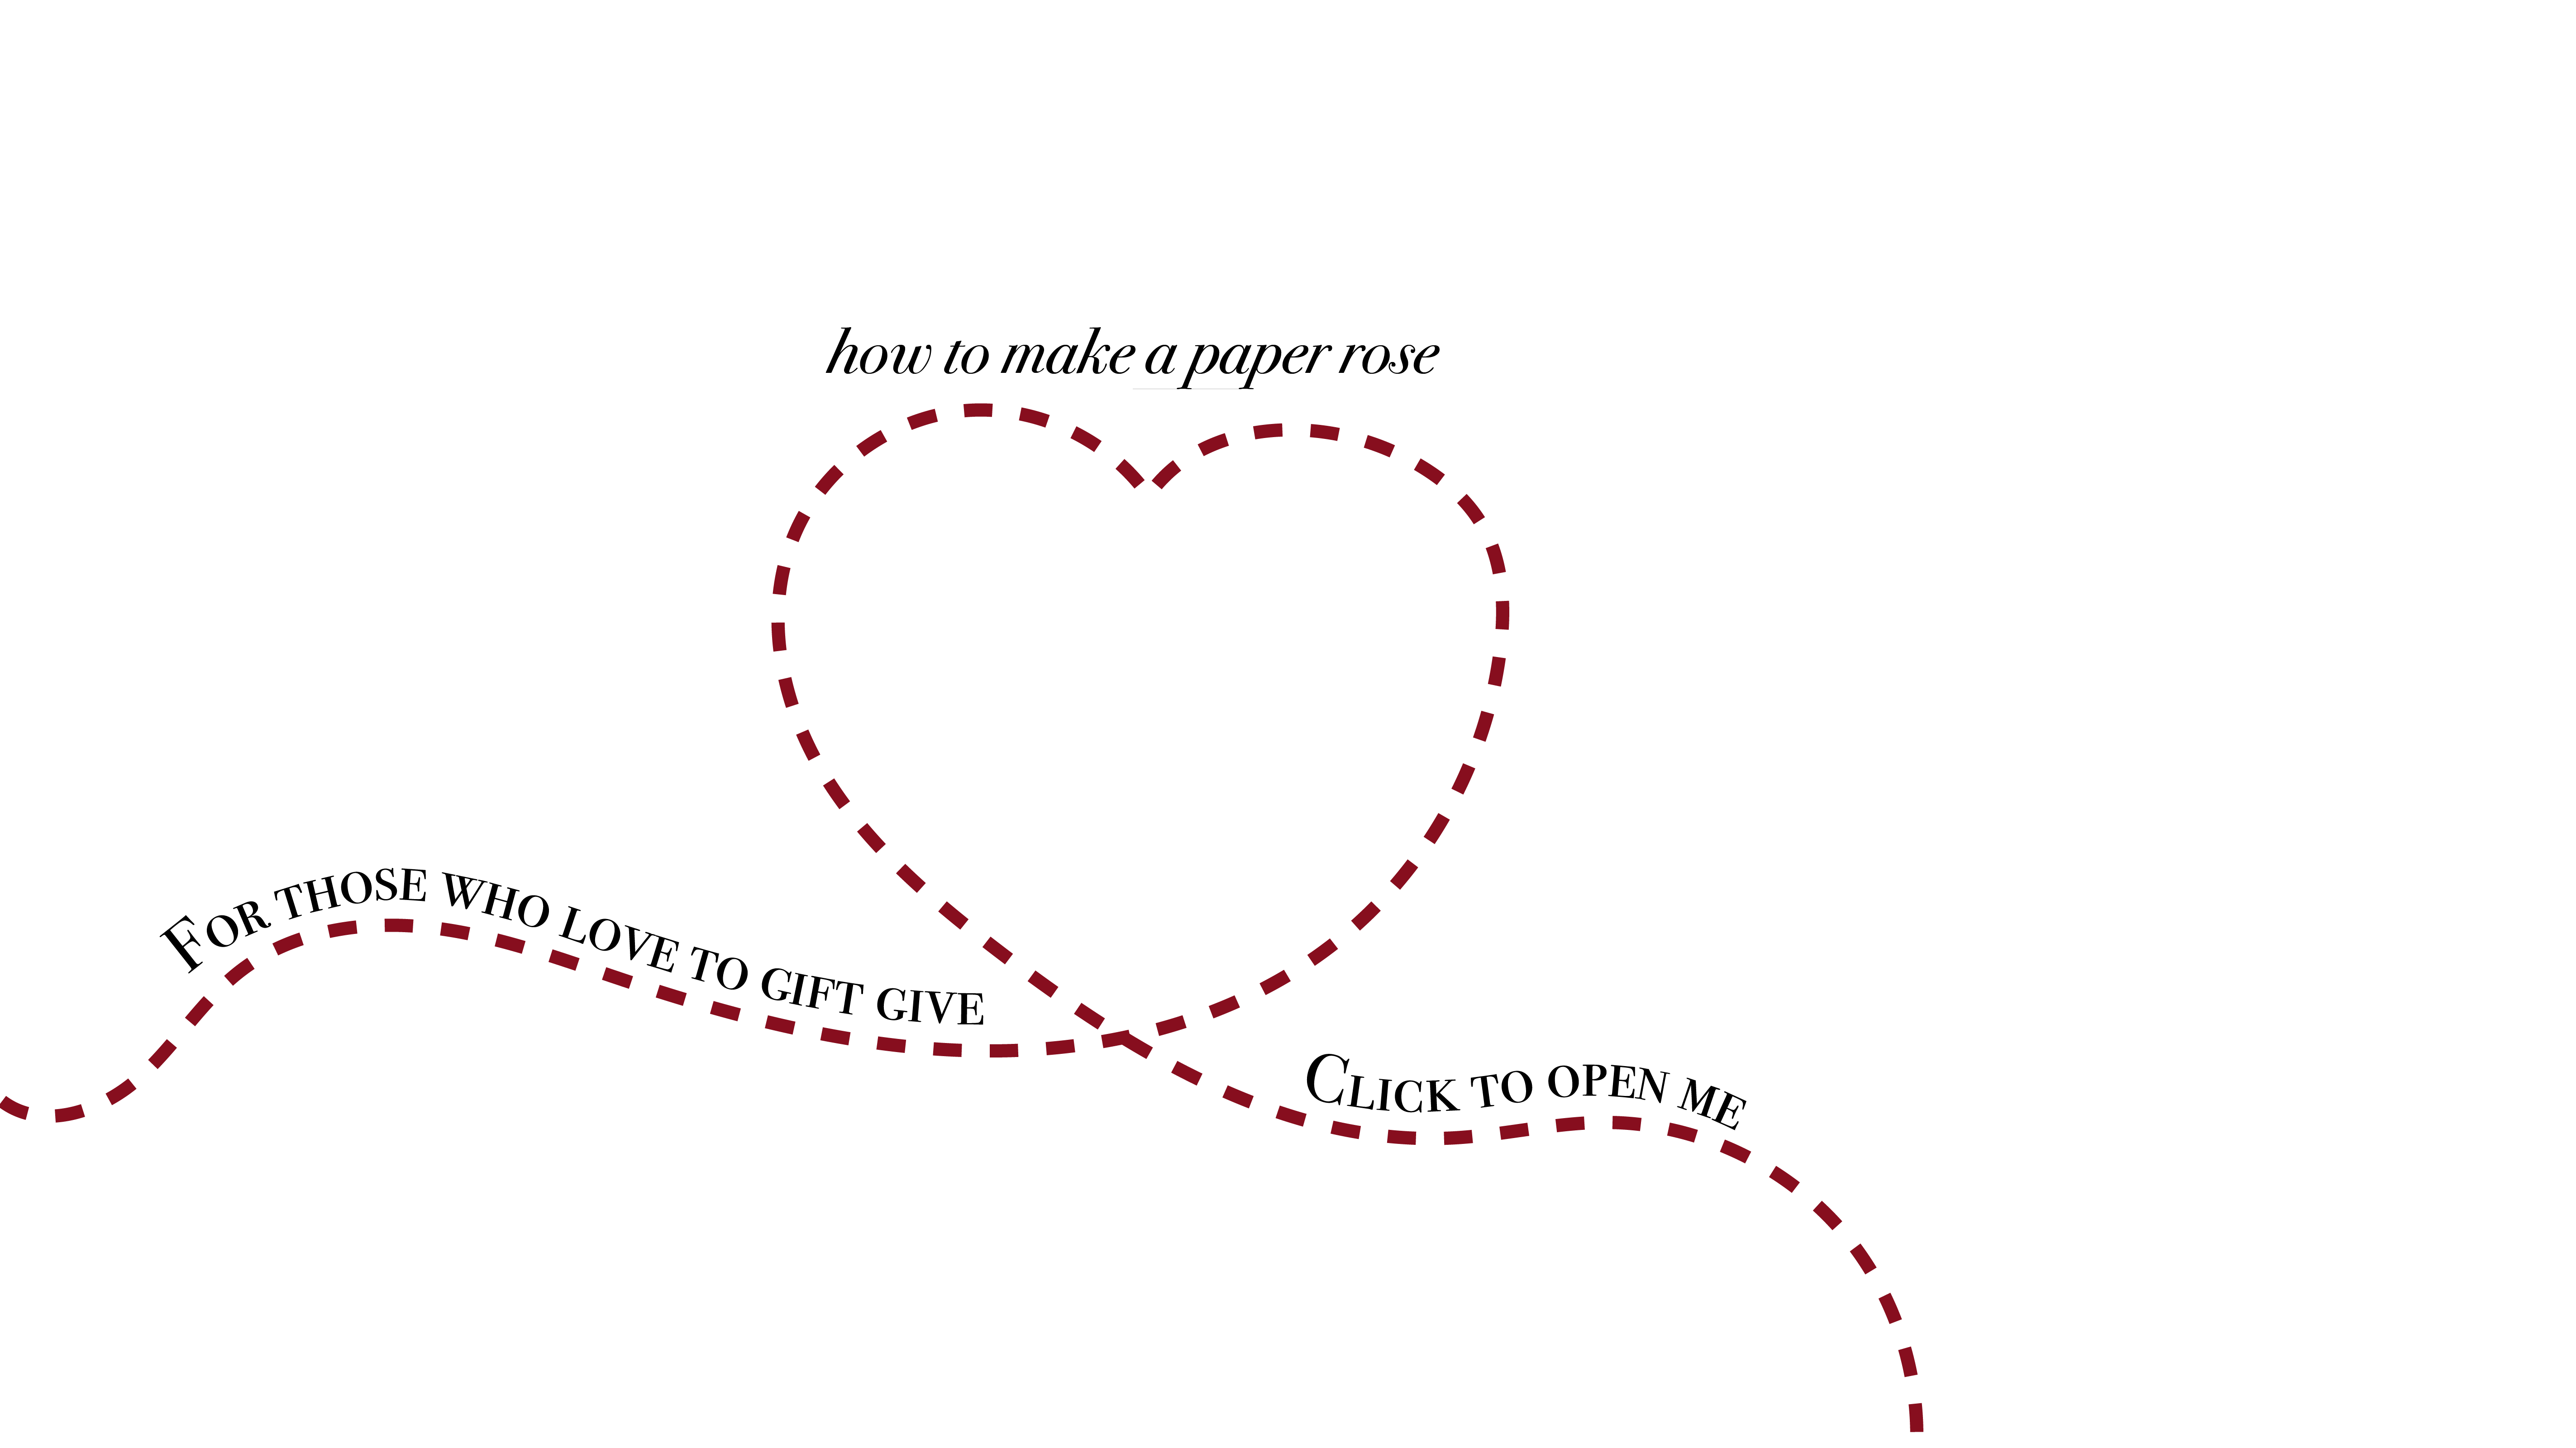 how to make a paper rose
For those who love to gift give
Click to open me